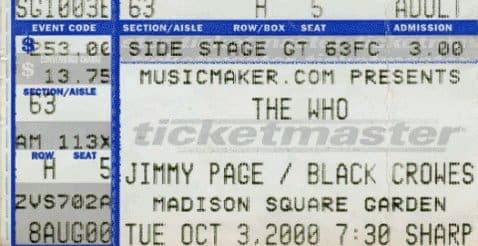 SG1003E 63 H 5 ADULT
EVENT CODE SECTION/AISLE ROW/BOX SEAT ADMISSION
$ 53.00 SIDE STAGE GT 63FC 3.00
CONVENIENCE CHARGE
$ 13.75 MUSICMAKER.COM PRESENTS
SECTION/AISLE
63 THE WHO
ticketmaster
AM 113X
ROW SEAT
H 5 JIMMY PAGE / BLACK CROWES
ZVS702A MADISON SQUARE GARDEN
8AUG00 TUE OCT 3,2000 7:30 SHARP